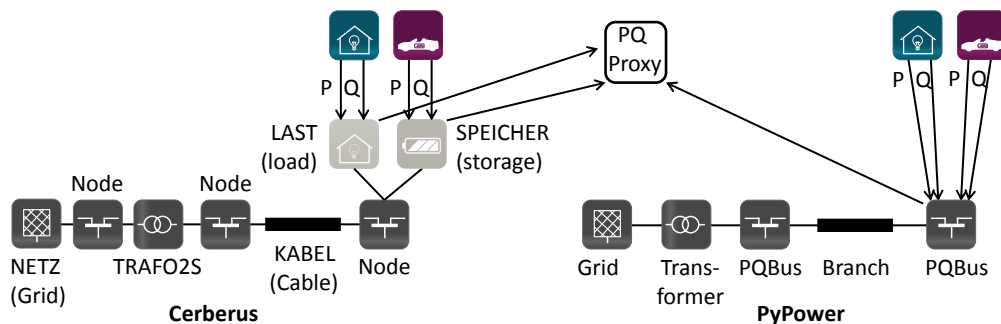 PQ
Proxy
P Q
P Q
P Q
P Q
LAST
(load)
SPEICHER
(storage)
Node
Node
NETZ
(Grid)
TRAFO2S
KABEL
(Cable)
Node
Cerberus
Grid
Trans-
former
PQBus
Branch
PQBus
PyPower